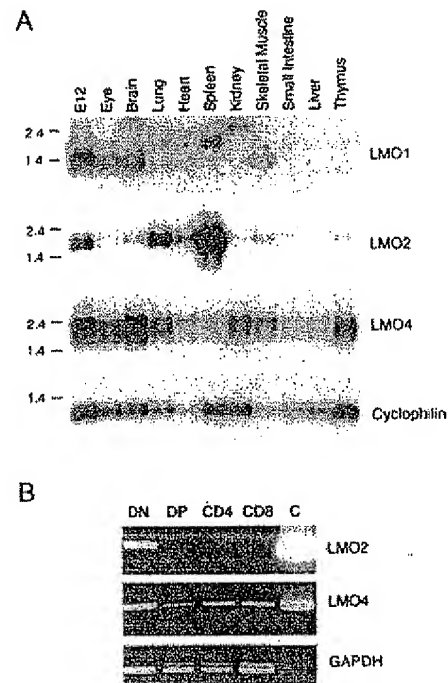 A
E12 Eye Brain Lung Heart Spleen Kidney Skeletal Muscle Small Intestine Liver Thymus
2.4
1.4
LMO1
2.4
1.4
LMO2
2.4
1.4
LMO4
1.4
Cyclophilin
B
DN DP CD4 CD8 C
LMO2
LMO4
GAPDH